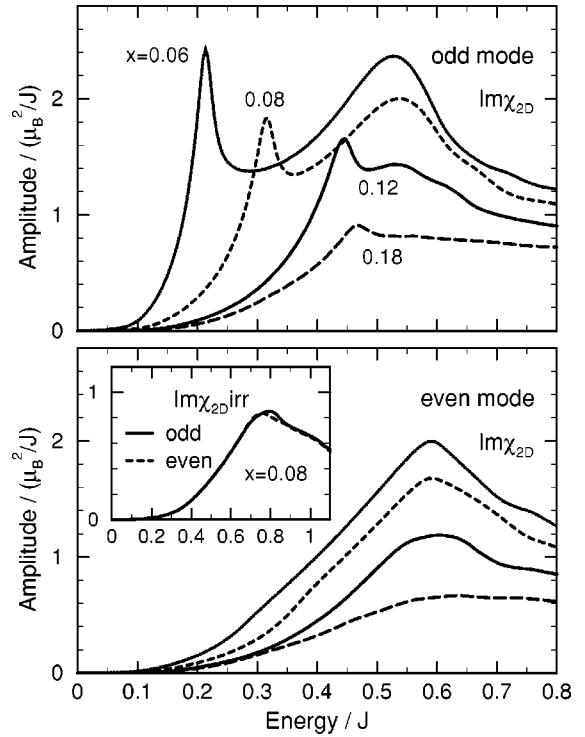 Amplitude / (μB²/J)
2
1
0
x=0.06
0.08
0.12
0.18
odd mode
Imχ2D
Amplitude / (μB²/J)
2
1
0
1
0
Imχ2Dirr
odd
even
x=0.08
0 0.2 0.4 0.6 0.8 1
even mode
Imχ2D
0 0.1 0.2 0.3 0.4 0.5 0.6 0.7 0.8
Energy / J